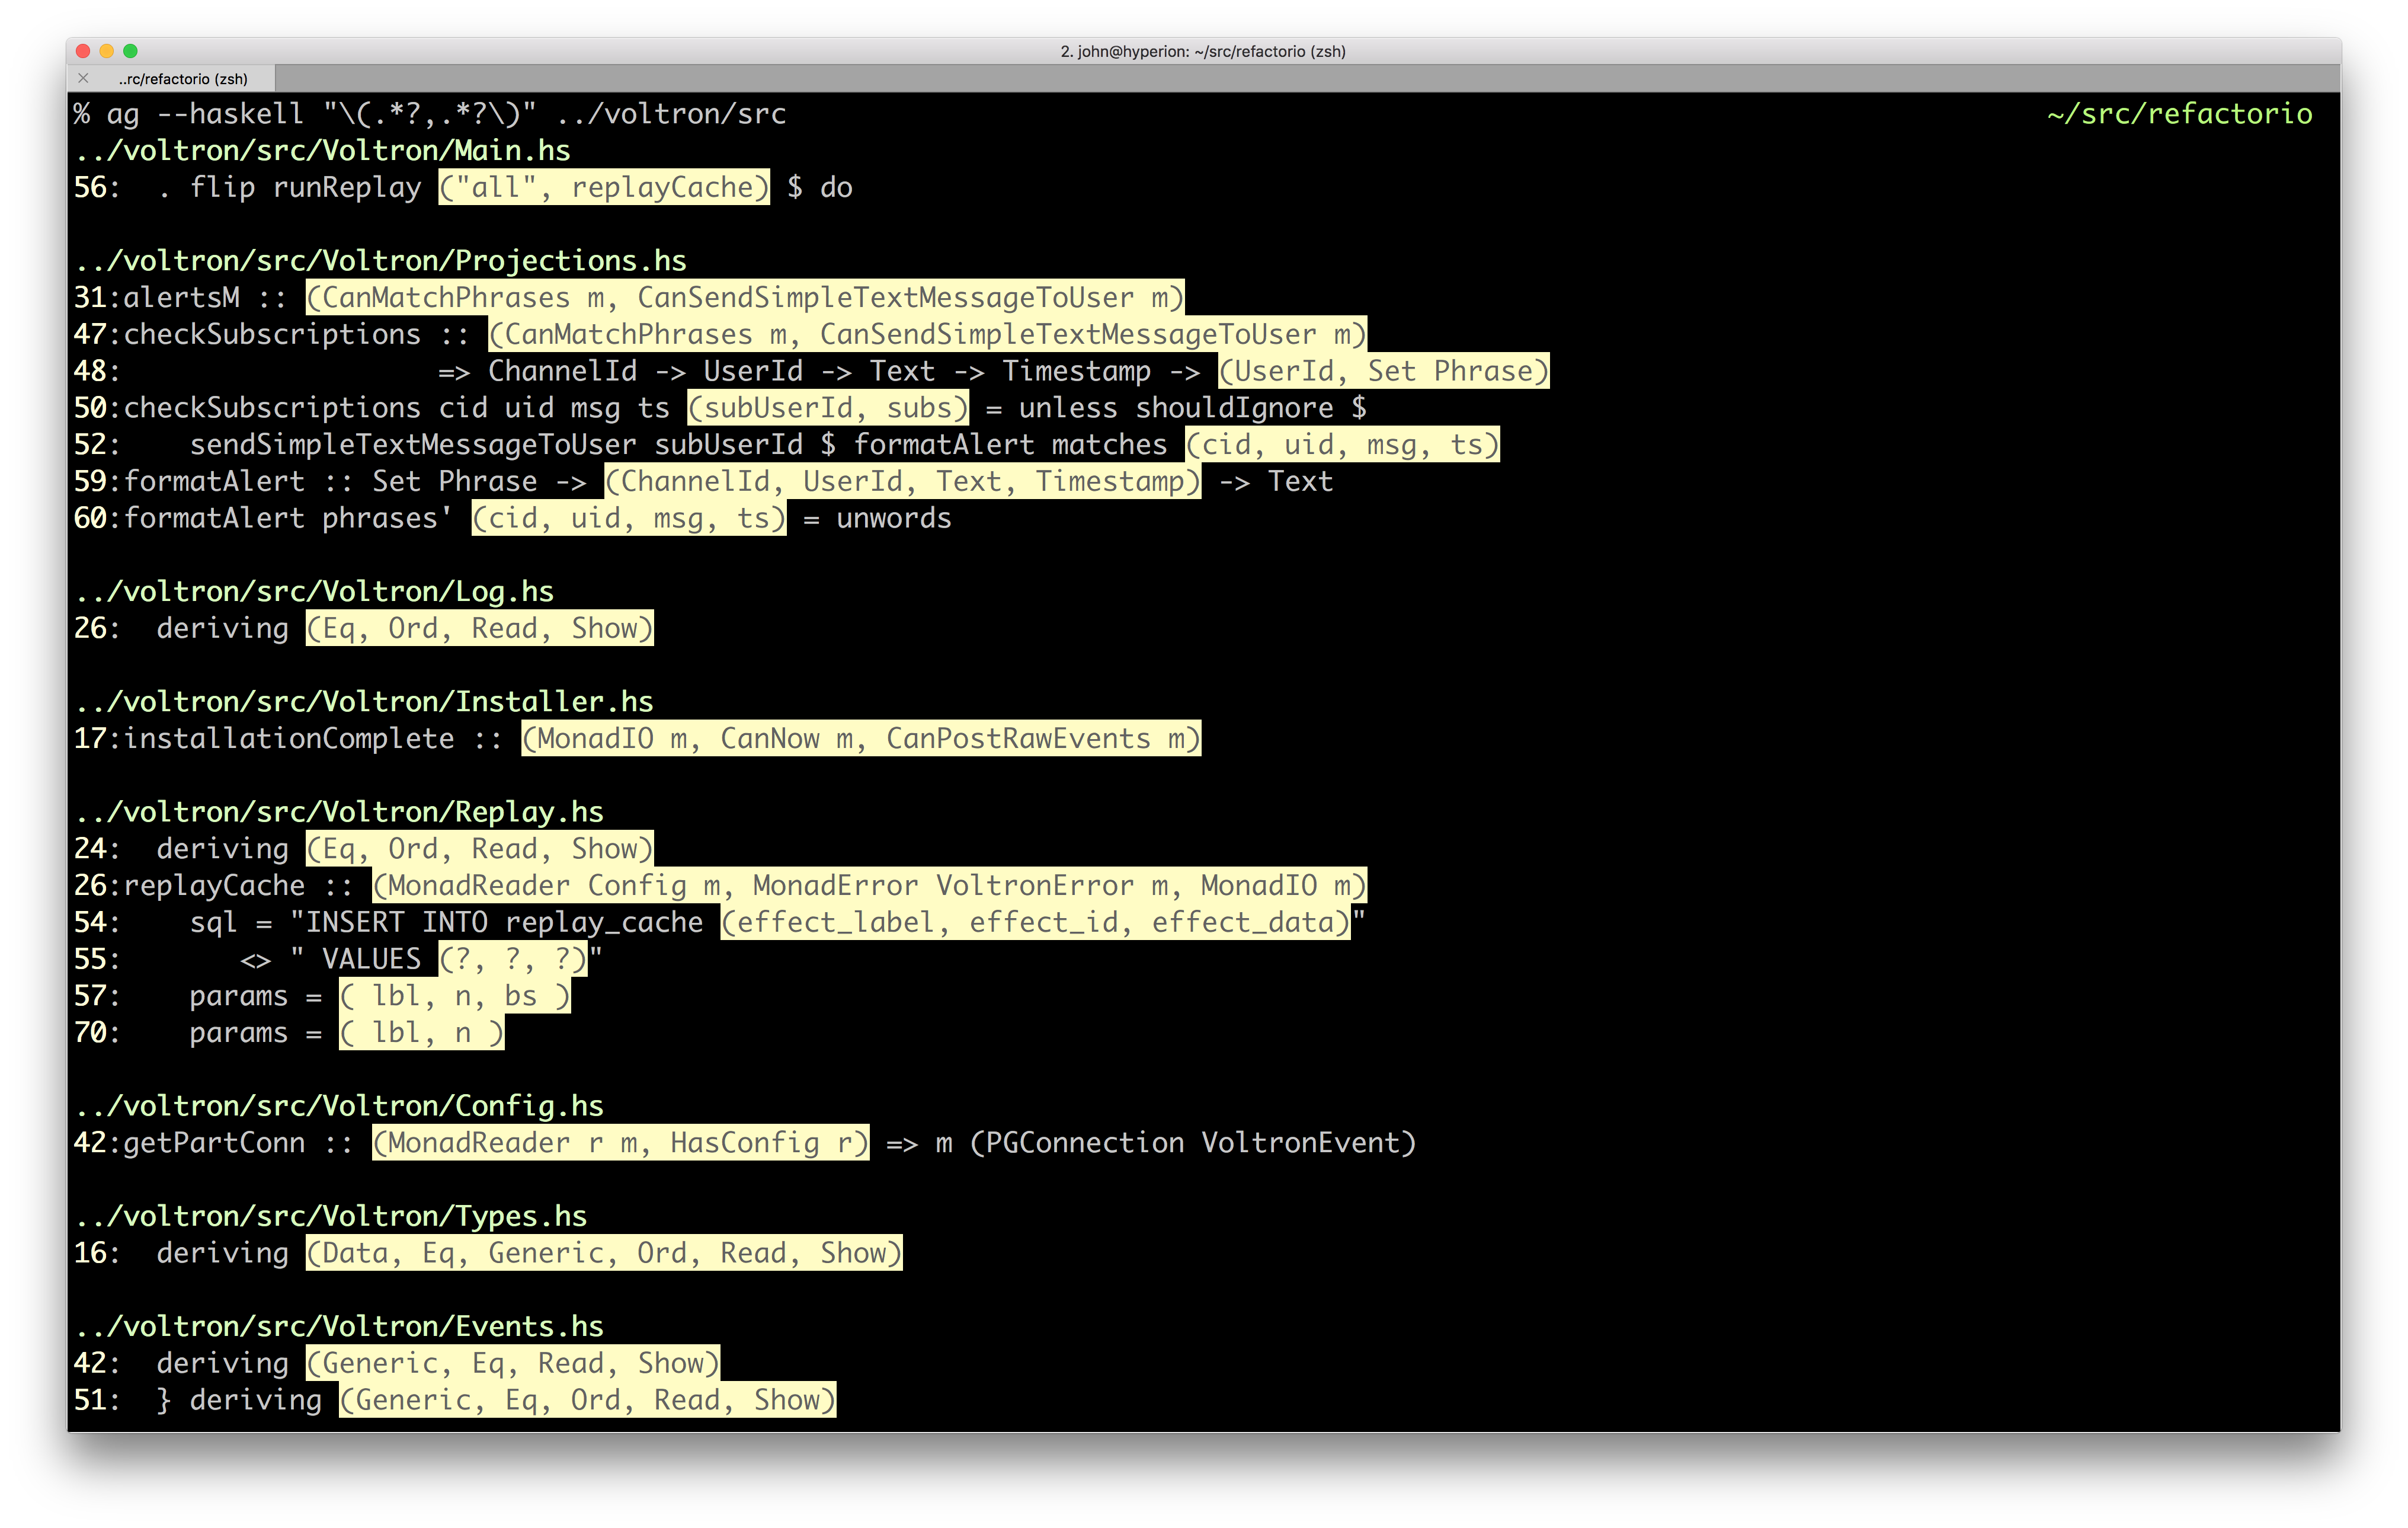 2. john@hyperion: ~/src/refactorio (zsh)
..rc/refactorio (zsh)
% ag --haskell "\(.*?,.*?\)" ../voltron/src ~/src/refactorio
../voltron/src/Voltron/Main.hs
56:  . flip runReplay ("all", replayCache) $ do
../voltron/src/Voltron/Projections.hs
31:alertsM :: (CanMatchPhrases m, CanSendSimpleTextMessageToUser m)
47:checkSubscriptions :: (CanMatchPhrases m, CanSendSimpleTextMessageToUser m)
48:                   => ChannelId -> UserId -> Text -> Timestamp -> (UserId, Set Phrase)
50:checkSubscriptions cid uid msg ts (subUserId, subs) = unless shouldIgnore $
52:    sendSimpleTextMessageToUser subUserId $ formatAlert matches (cid, uid, msg, ts)
59:formatAlert :: Set Phrase -> (ChannelId, UserId, Text, Timestamp) -> Text
60:formatAlert phrases' (cid, uid, msg, ts) = unwords
../voltron/src/Voltron/Log.hs
26:  deriving (Eq, Ord, Read, Show)
../voltron/src/Voltron/Installer.hs
17:installationComplete :: (MonadIO m, CanNow m, CanPostRawEvents m)
../voltron/src/Voltron/Replay.hs
24:  deriving (Eq, Ord, Read, Show)
26:replayCache :: (MonadReader Config m, MonadError VoltronError m, MonadIO m)
54:    sql = "INSERT INTO replay_cache (effect_label, effect_id, effect_data)"
55:       <> " VALUES (?, ?, ?)"
57:    params = ( lbl, n, bs )
70:    params = ( lbl, n )
../voltron/src/Voltron/Config.hs
42:getPartConn :: (MonadReader r m, HasConfig r) => m (PGConnection VoltronEvent)
../voltron/src/Voltron/Types.hs
16:  deriving (Data, Eq, Generic, Ord, Read, Show)
../voltron/src/Voltron/Events.hs
42:  deriving (Generic, Eq, Read, Show)
51:  } deriving (Generic, Eq, Ord, Read, Show)